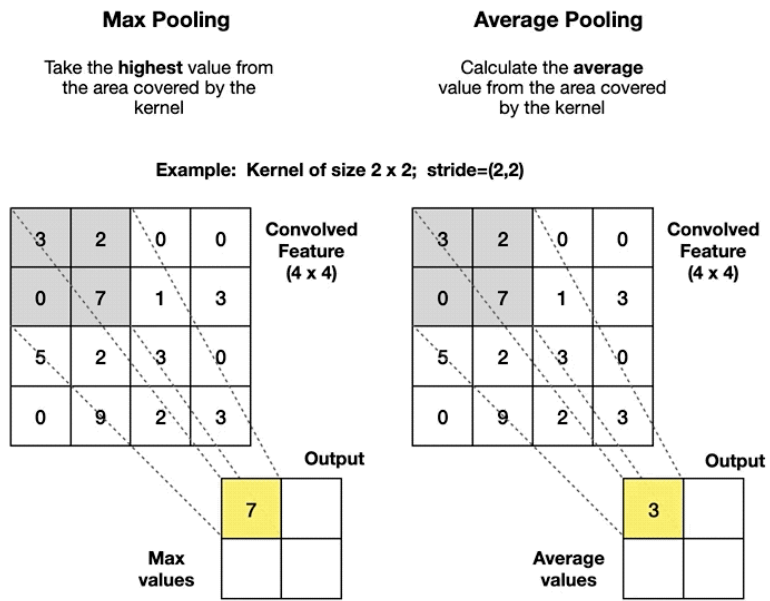 Max Pooling
Take the highest value from
the area covered by the
kernel
Average Pooling
Calculate the average
value from the area covered
by the kernel
Example: Kernel of size 2 x 2; stride=(2,2)
3 2 0 0
0 7 1 3
5 2 3 0
0 9 2 3
Convolved
Feature
(4 x 4)
Output
7
Max
values
3 2 0 0
0 7 1 3
5 2 3 0
0 9 2 3
Convolved
Feature
(4 x 4)
Output
3
Average
values